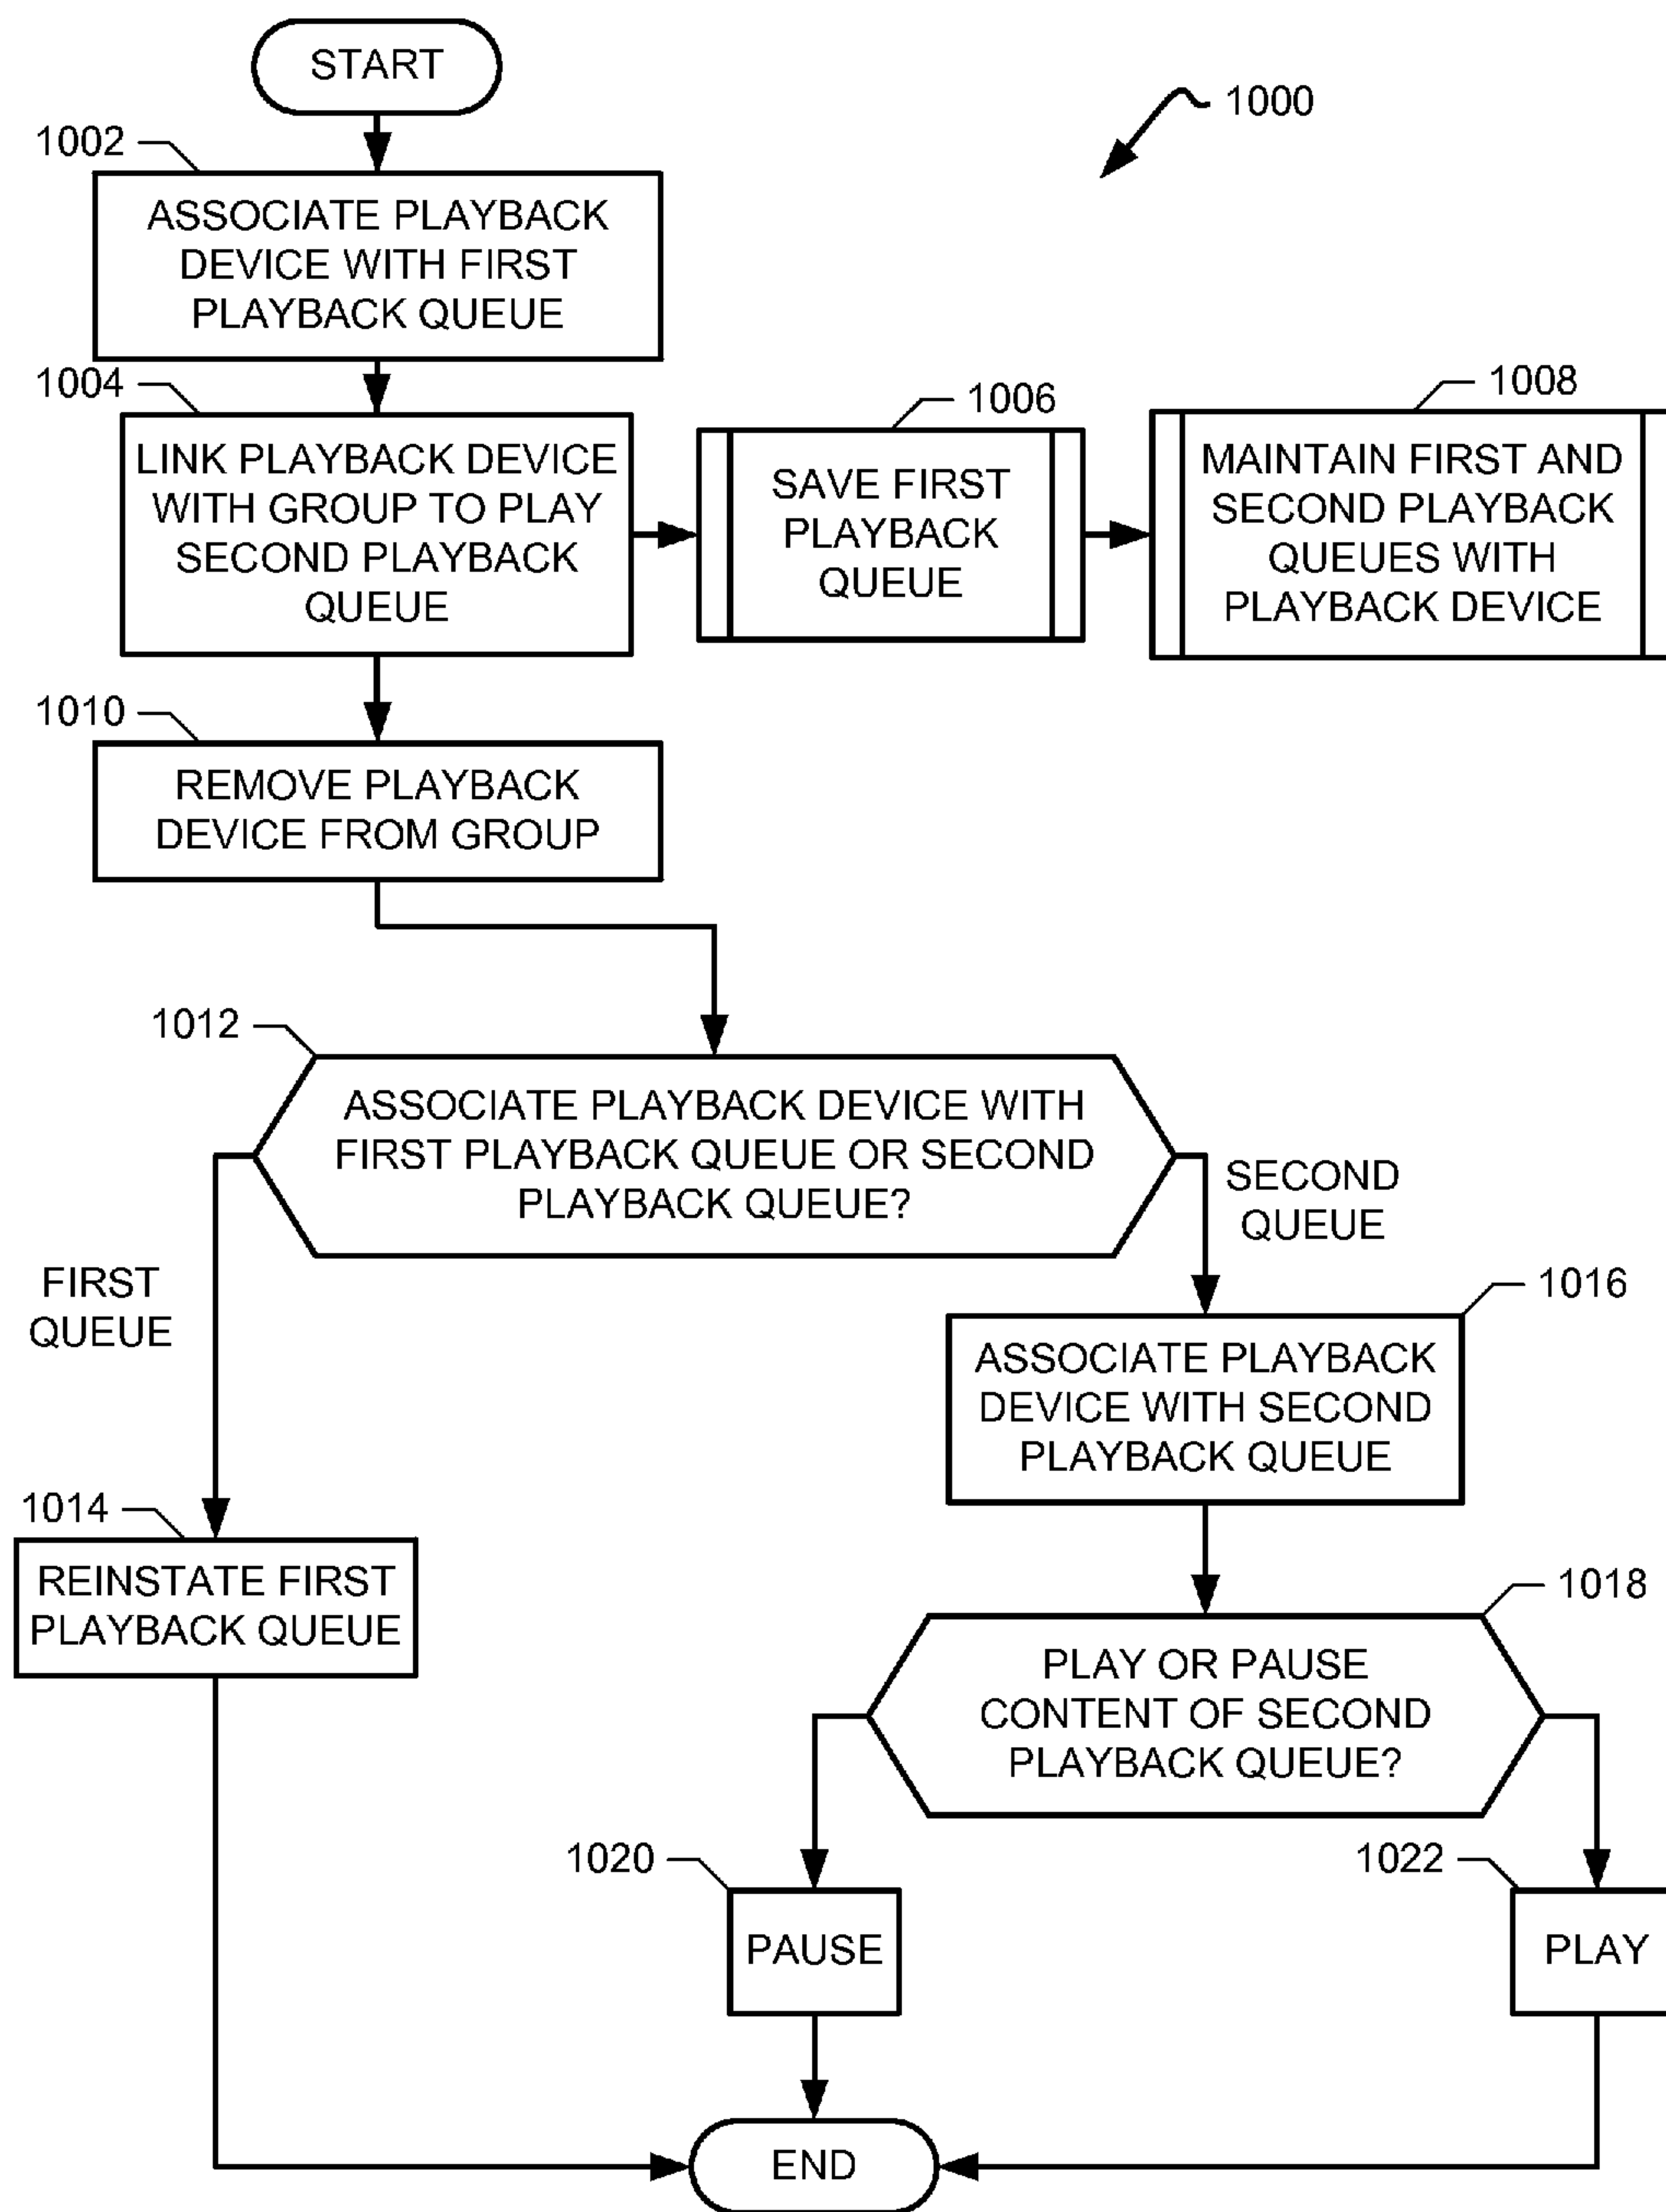 START
1000
1002
ASSOCIATE PLAYBACK
DEVICE WITH FIRST
PLAYBACK QUEUE
1004
LINK PLAYBACK DEVICE
WITH GROUP TO PLAY
SECOND PLAYBACK
QUEUE
1006
SAVE FIRST
PLAYBACK
QUEUE
1008
MAINTAIN FIRST AND
SECOND PLAYBACK
QUEUES WITH
PLAYBACK DEVICE
1010
REMOVE PLAYBACK
DEVICE FROM GROUP
1012
ASSOCIATE PLAYBACK DEVICE WITH
FIRST PLAYBACK QUEUE OR SECOND
PLAYBACK QUEUE?
FIRST
QUEUE
SECOND
QUEUE
1014
REINSTATE FIRST
PLAYBACK QUEUE
1016
ASSOCIATE PLAYBACK
DEVICE WITH SECOND
PLAYBACK QUEUE
1018
PLAY OR PAUSE
CONTENT OF SECOND
PLAYBACK QUEUE?
1020
PAUSE
1022
PLAY
END